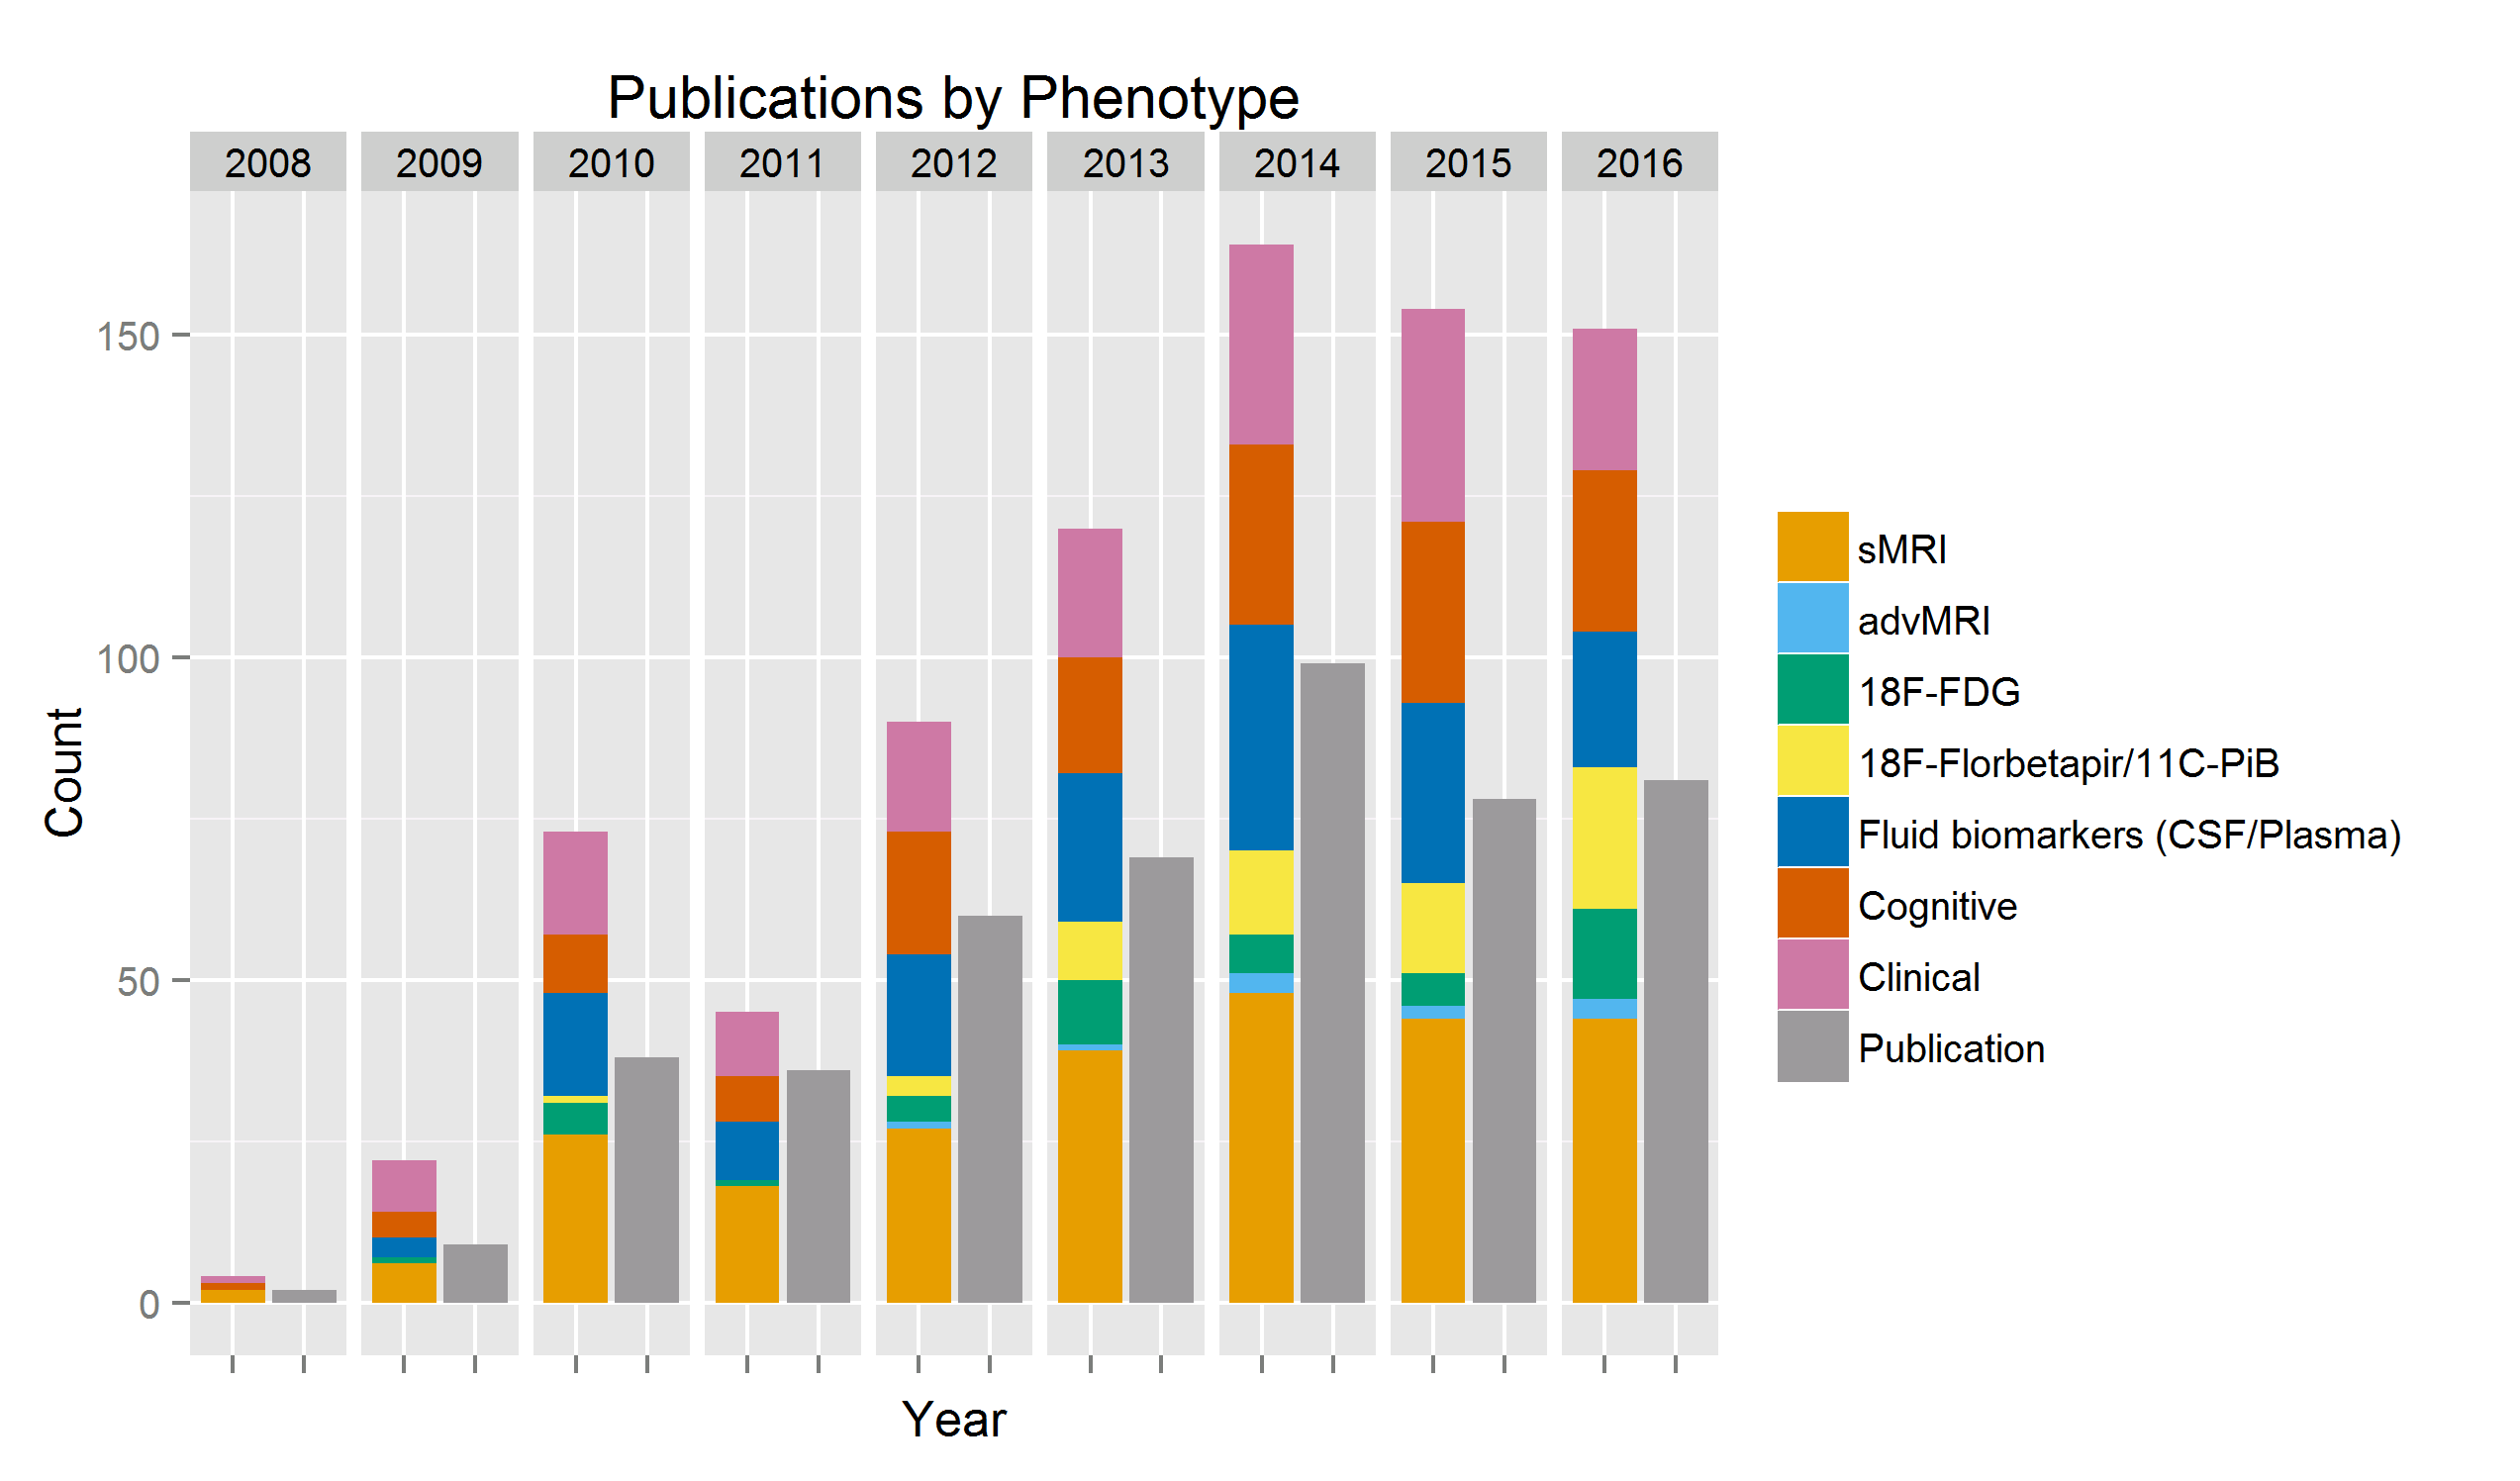 Publications by Phenotype
2008 2009 2010 2011 2012 2013 2014 2015 2016
150
100
50
0
Count
Year
sMRI
advMRI
18F-FDG
18F-Florbetapir/11C-PiB
Fluid biomarkers (CSF/Plasma)
Cognitive
Clinical
Publication